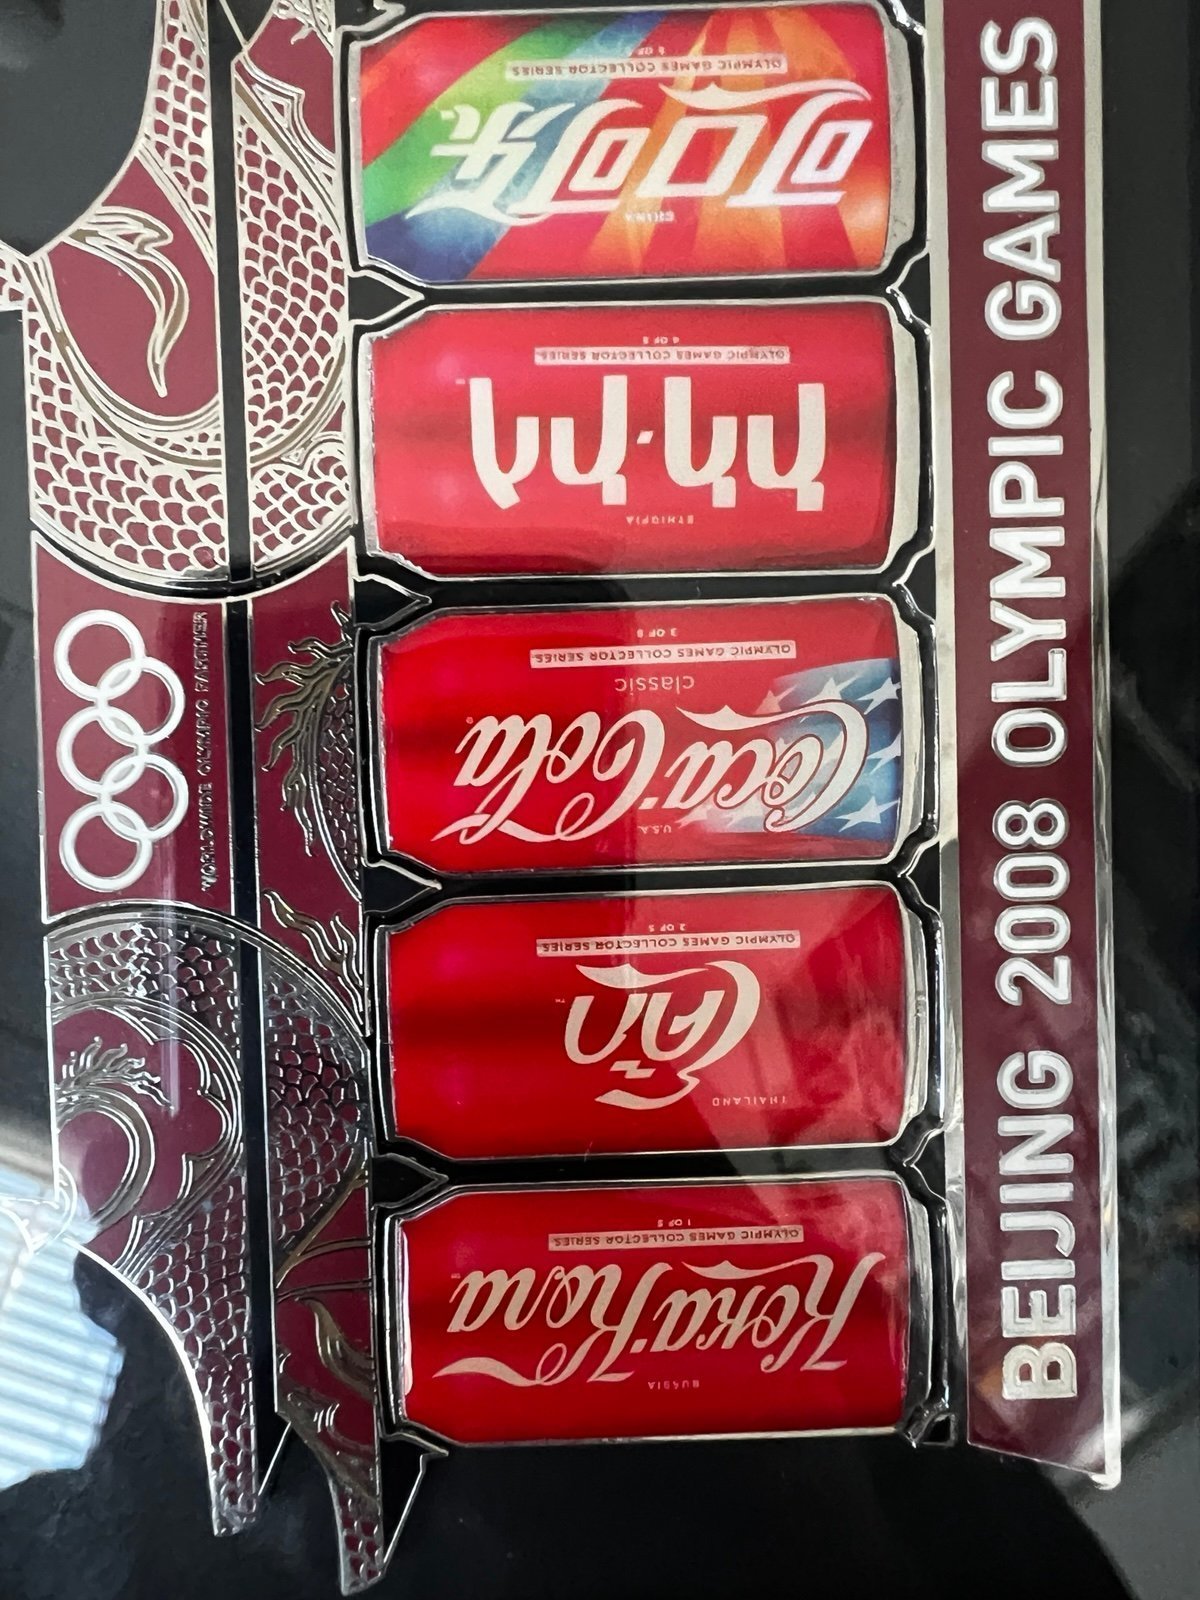 WORLDWIDE OLYMPIC PARTNER
RUSSIA
Кока-Кола
OLYMPIC GAMES COLLECTOR SERIES
1 OF 5
THAILAND
โค้ก™
OLYMPIC GAMES COLLECTOR SERIES
2 OF 5
U.S.A.
Coca-Cola
classic
OLYMPIC GAMES COLLECTOR SERIES
3 OF 5
ETHIOPIA
ኮካ-ኮላ
OLYMPIC GAMES COLLECTOR SERIES
4 OF 5
CHINA
可口可乐
OLYMPIC GAMES COLLECTOR SERIES
5 OF 5
BEIJING 2008 OLYMPIC GAMES